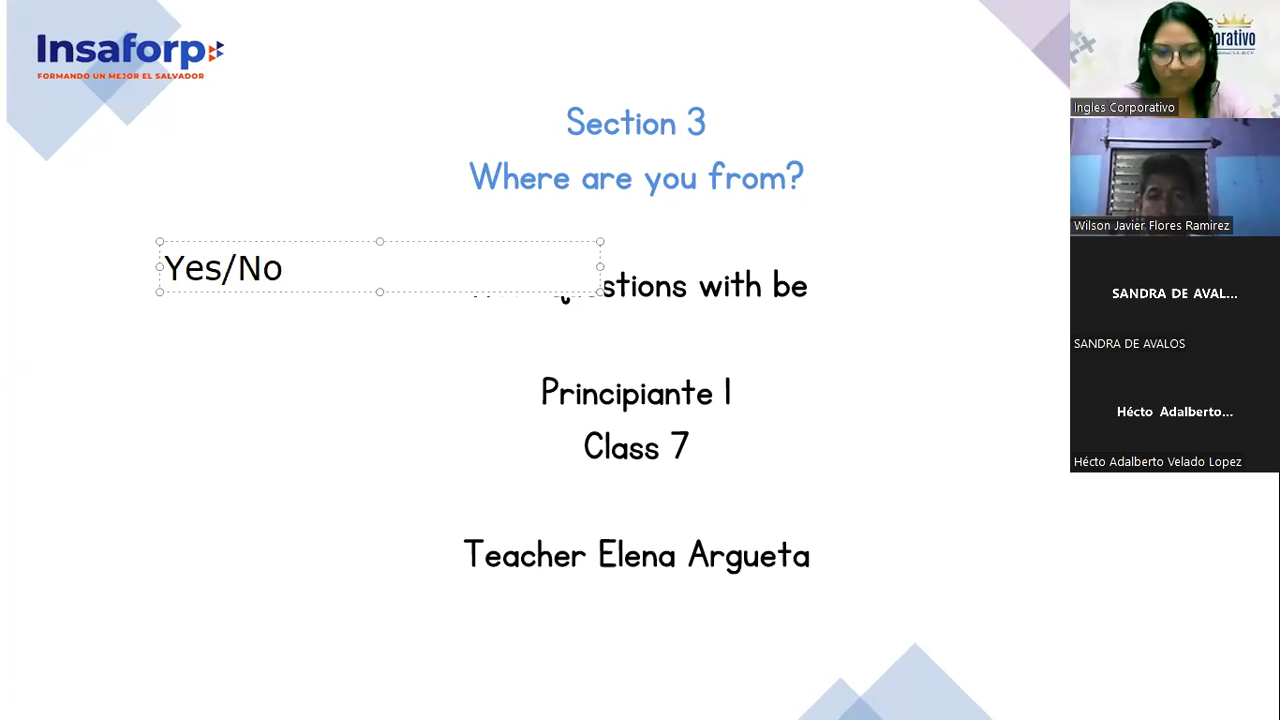 Insaforp
FORMANDO UN MEJOR EL SALVADOR
Section 3
Where are you from?
Yes/No
stions with be
Principiante 1
Class 7
Teacher Elena Argueta
orativo
Ingles Corporativo
Wilson Javier Flores Ramirez
SANDRA DE AVAL...
SANDRA DE AVALOS
Hécto Adalberto...
Hécto Adalberto Velado Lopez